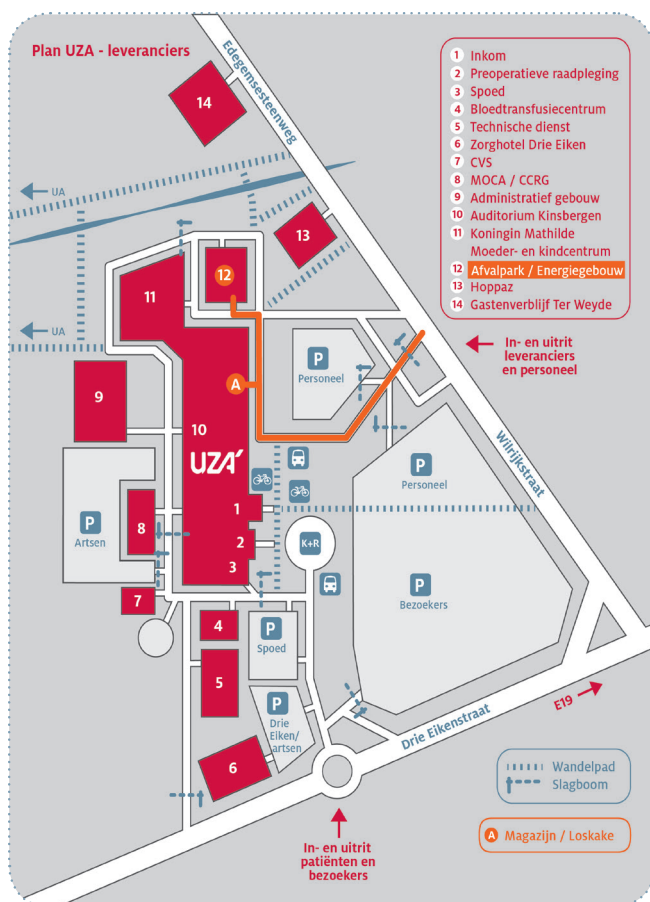 Plan UZA - leveranciers
1 Inkom
2 Preoperatieve raadpleging
3 Spoed
4 Bloedtransfusiecentrum
5 Technische dienst
6 Zorghotel Drie Eiken
7 CVS
8 MOCA / CCRG
9 Administratief gebouw
10 Auditorium Kinsbergen
11 Koningin Mathilde
Moeder- en kindcentrum
12 Afvalpark / Energiegebouw
13 Hoppaz
14 Gastenverblijf Ter Weyde
Edegemsesteenweg
14
UA
13
12
11
UA
In- en uitrit
leveranciers
en personeel
P
Personeel
A
9
10
UZA'
Wilrijkstraat
P
Personeel
P
Artsen
8
1
2
3
K+R
P
Bezoekers
7
4
P
Spoed
5
P
Drie
Eiken/
artsen
6
Drie Eikenstraat
E19
Wandelpad
Slagboom
A Magazijn / Loskake
In- en uitrit
patiënten en
bezoekers